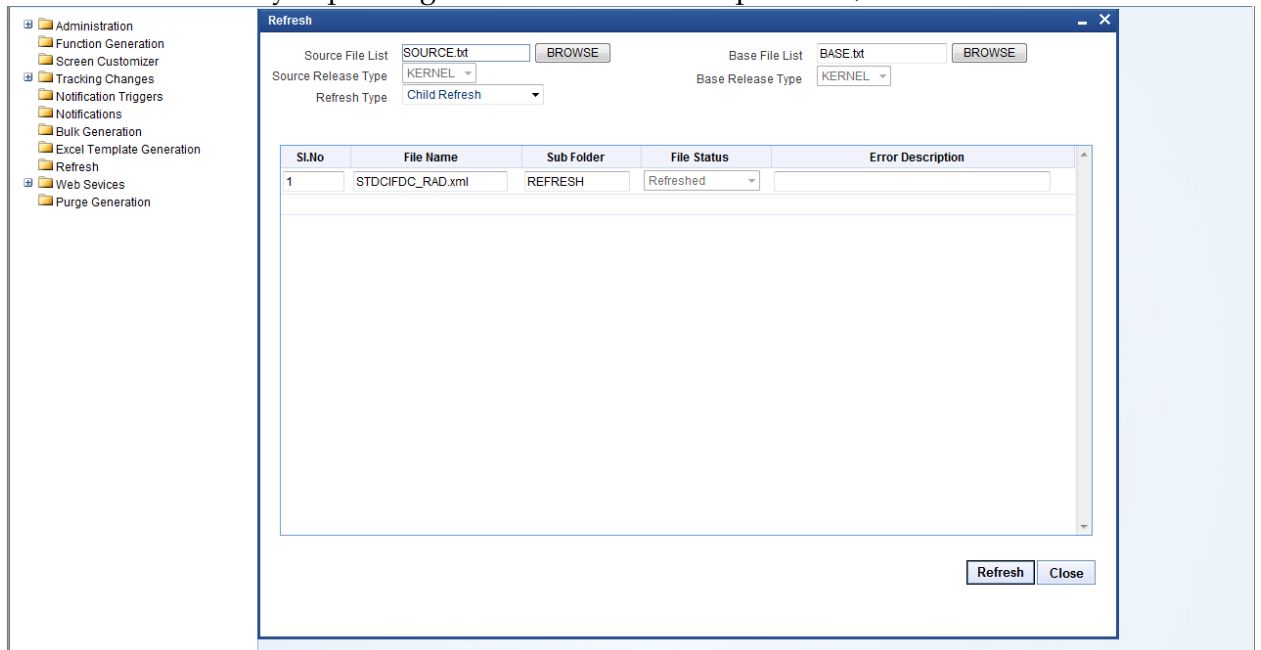 Administration
Function Generation
Screen Customizer
Tracking Changes
Notification Triggers
Notifications
Bulk Generation
Excel Template Generation
Refresh
Web Sevices
Purge Generation
Refresh
Source File List SOURCE.txt BROWSE Base File List BASE.txt BROWSE
Source Release Type KERNEL Base Release Type KERNEL
Refresh Type Child Refresh
Sl.No File Name Sub Folder File Status Error Description
1 STDCIFDC_RAD.xml REFRESH Refreshed
Refresh Close